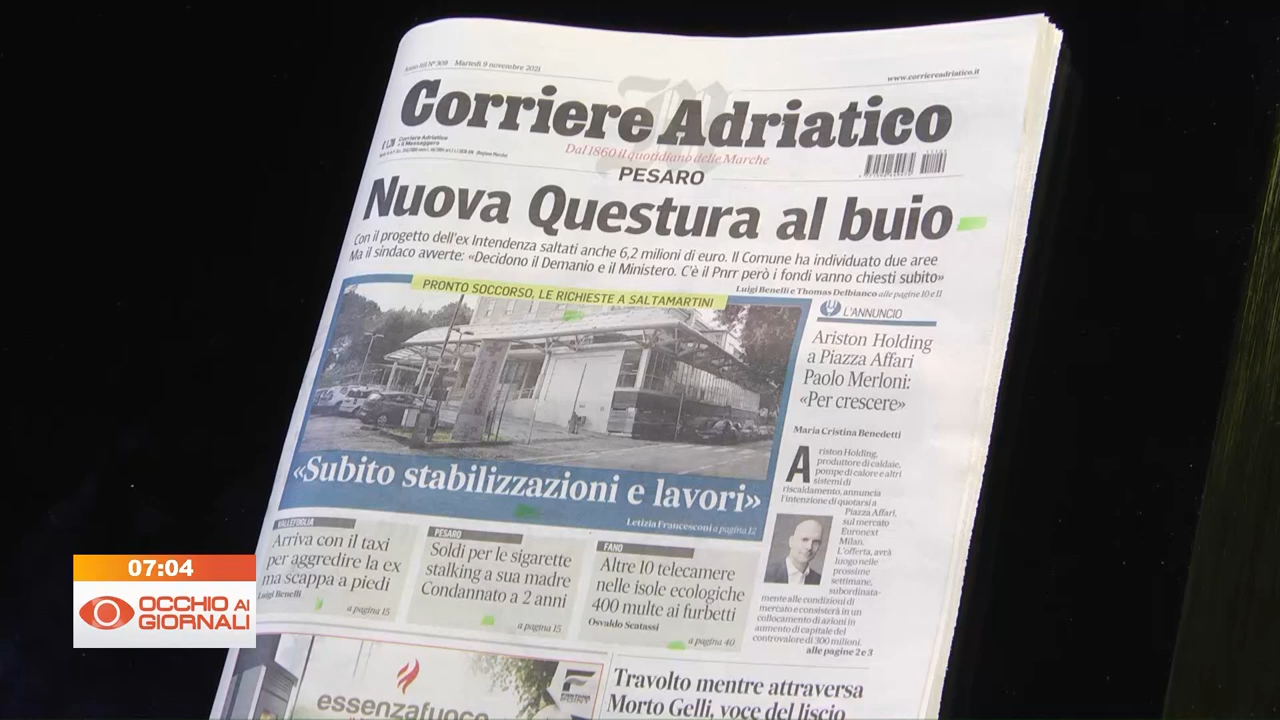 Martedì 9 novembre 2021
www.corriereadriatico.it
Corriere Adriatico
Dal 1860 il quotidiano delle Marche
PESARO
Nuova Questura al buio
Con il progetto dell'ex Intendenza saltati anche 6,2 milioni di euro. Il Comune ha individuato due aree
Ma il sindaco avverte: «Decidono il Demanio e il Ministero. C'è il Pnrr però i fondi vanno chiesti subito»
Luigi Benelli e Thomas Delbianco alle pagine 10 e 11
PRONTO SOCCORSO, LE RICHIESTE A SALTAMARTINI
«Subito stabilizzazioni e lavori»
Letizia Francesconi a pagina 12
L'ANNUNCIO
Ariston Holding
a Piazza Affari
Paolo Merloni:
«Per crescere»
Maria Cristina Benedetti
Ariston Holding,
produttore di caldaie,
pompe di calore e altri
sistemi di
riscaldamento, annuncia
l'intenzione di quotarsi a
Piazza Affari,
sul mercato
Euronext
Milan.
L'offerta, avrà
luogo nelle
prossime
settimane,
subordinata-
mente alle condizioni di
mercato e consisterà in un
collocamento di azioni in
aumento di capitale del
controvalore di 300 milioni.
alle pagine 2 e 3
VALLEFOGLIA
Arriva con il taxi
per aggredire la ex
ma scappa a piedi
Luigi Benelli
a pagina 15
PESARO
Soldi per le sigarette
stalking a sua madre
Condannato a 2 anni
a pagina 15
FANO
Altre 10 telecamere
nelle isole ecologiche
400 multe ai furbetti
Osvaldo Scatassi
a pagina 40
essenzafuoco
POINT
Travolto mentre attraversa
Morto Gelli, voce del liscio
07:04
OCCHIO AI
GIORNALI